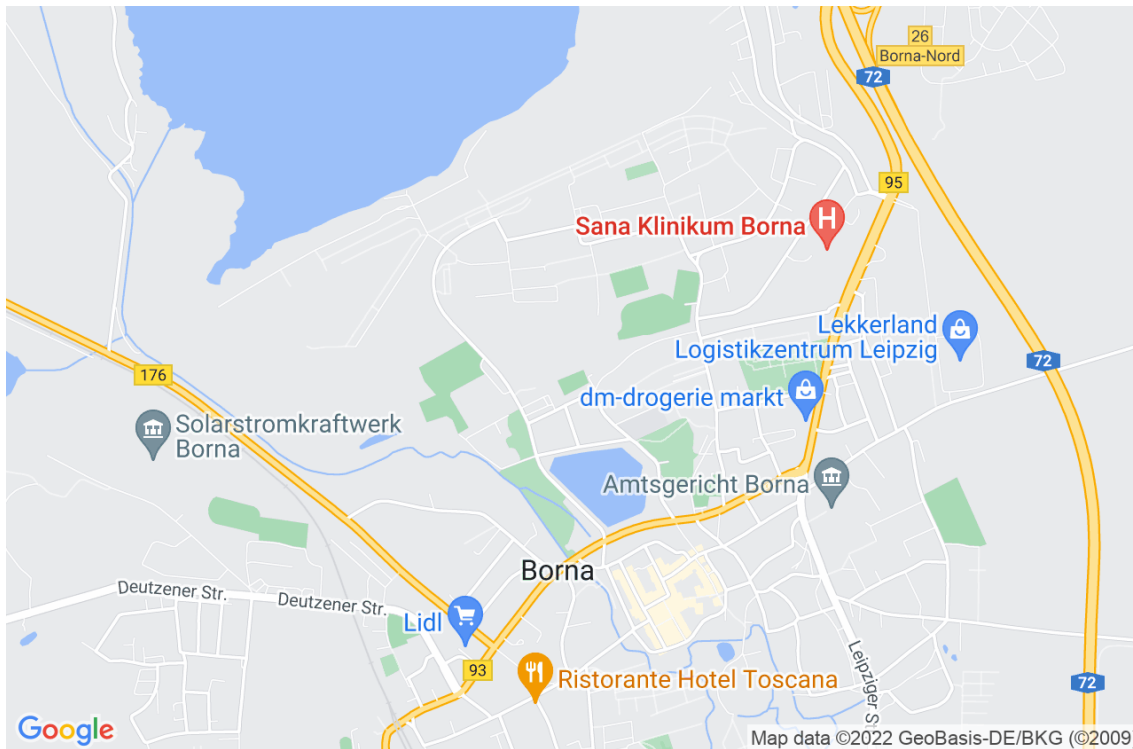 26
Borna-Nord
72
95
Sana Klinikum Borna
H
Lekkerland
Logistikzentrum Leipzig
72
176
dm-drogerie markt
Solarstromkraftwerk
Borna
Amtsgericht Borna
Borna
Deutzener Str.
Deutzener Str.
Lidl
93
Ristorante Hotel Toscana
Leipziger St
72
Google
Map data ©2022 GeoBasis-DE/BKG (©2009